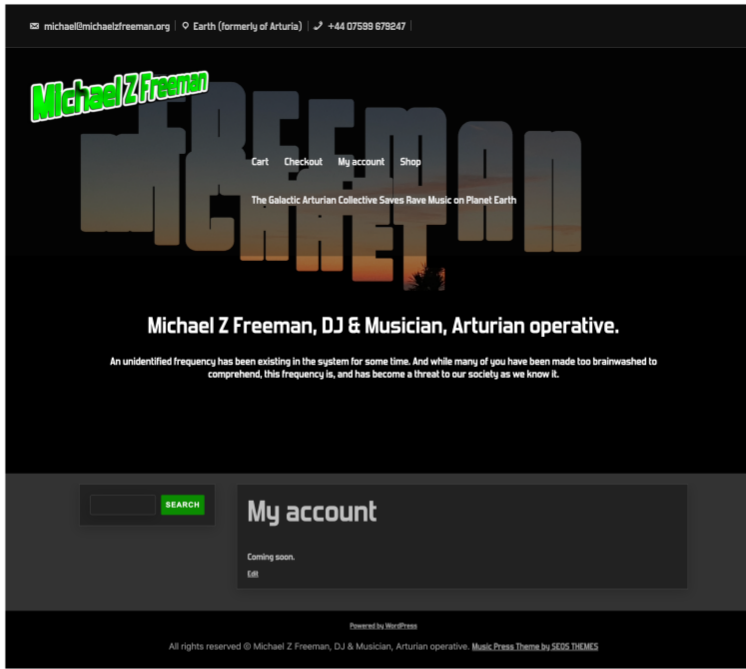 michael@michaelzfreeman.org | Earth (formerly of Arturia) | +44 07599 679247 |
Michael Z Freeman
FREEMAN
MICHAEL
Cart Checkout My account Shop
The Galactic Arturian Collective Saves Rave Music on Planet Earth
Michael Z Freeman, DJ & Musician, Arturian operative.
An unidentified frequency has been existing in the system for some time. And while many of you have been made too brainwashed to
comprehend, this frequency is, and has become a threat to our society as we know it.
SEARCH
My account
Coming soon.
Edit
Powered by WordPress
All rights reserved © Michael Z Freeman, DJ & Musician, Arturian operative. Music Press Theme by SEOS THEMES